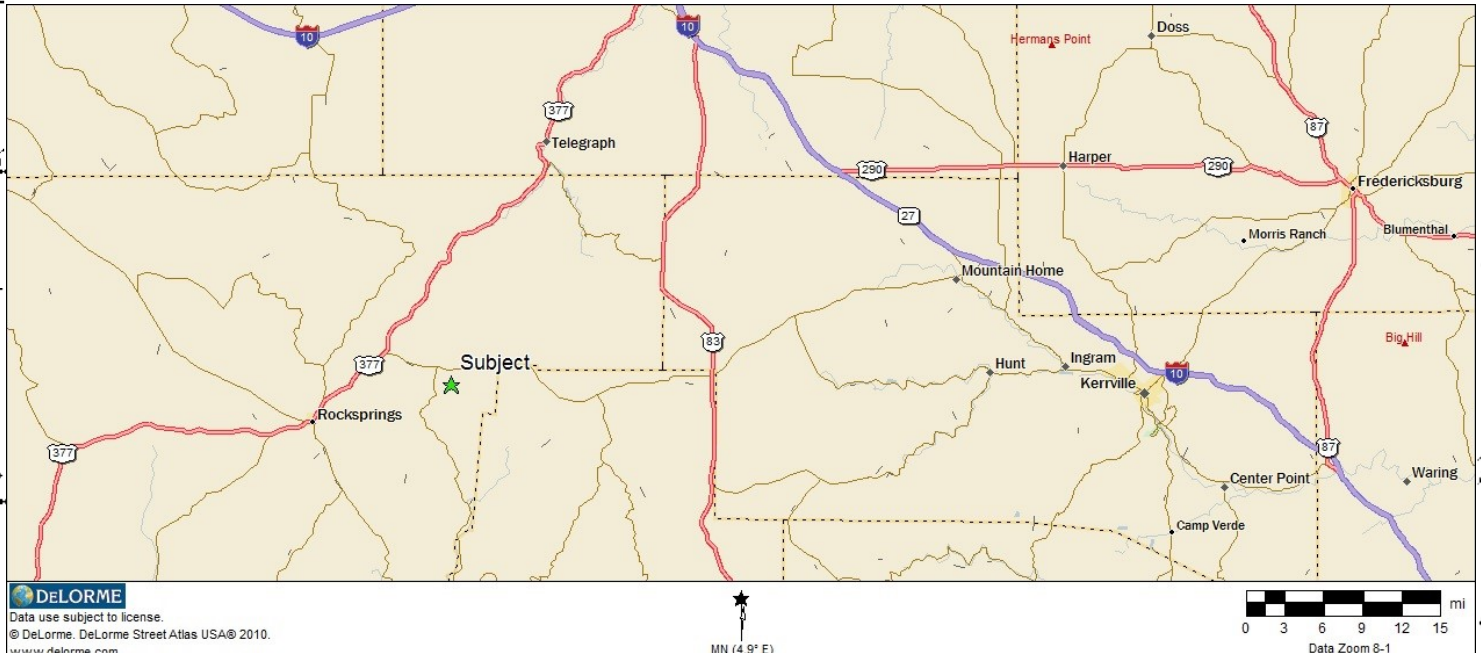 10
10
Doss
Hermans Point
377
87
Telegraph
Harper
290
290
Fredericksburg
27
Morris Ranch
Blumenthal
Mountain Home
83
Big Hill
Subject
377
Hunt
Ingram
10
Kerrville
Rocksprings
377
87
Center Point
Waring
Camp Verde
DELORME
Data use subject to license.
© DeLorme. DeLorme Street Atlas USA® 2010.
www.delorme.com
MN (4.9° E)
mi
0 3 6 9 12 15
Data Zoom 8-1